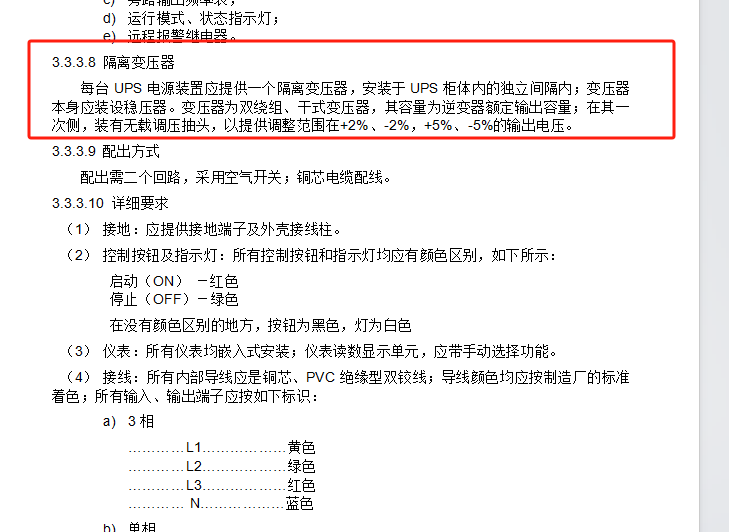 c) 旁路输出频率表；
d) 运行模式、状态指示灯；
e) 远程报警继电器。
3.3.3.8 隔离变压器
每台 UPS 电源装置应提供一个隔离变压器，安装于 UPS 柜体内的独立间隔内；变压器
本身应装设稳压器。变压器为双绕组、干式变压器，其容量为逆变器额定输出容量；在其一
次侧，装有无载调压抽头，以提供调整范围在+2%、-2%，+5%、-5%的输出电压。
3.3.3.9 配出方式
配出需二个回路，采用空气开关；铜芯电缆配线。
3.3.3.10 详细要求
（1） 接地：应提供接地端子及外壳接线柱。
（2） 控制按钮及指示灯：所有控制按钮和指示灯均应有颜色区别，如下所示：
启动（ON） －红色
停止（OFF）－绿色
在没有颜色区别的地方，按钮为黑色，灯为白色
（3） 仪表：所有仪表均嵌入式安装；仪表读数显示单元，应带手动选择功能。
（4） 接线：所有内部导线应是铜芯、PVC 绝缘型双铰线；导线颜色均应按制造厂的标准
着色；所有输入、输出端子应按如下标识：
a) 3 相
…………L1………………黄色
…………L2………………绿色
…………L3………………红色
………… N………………蓝色
b) 单相